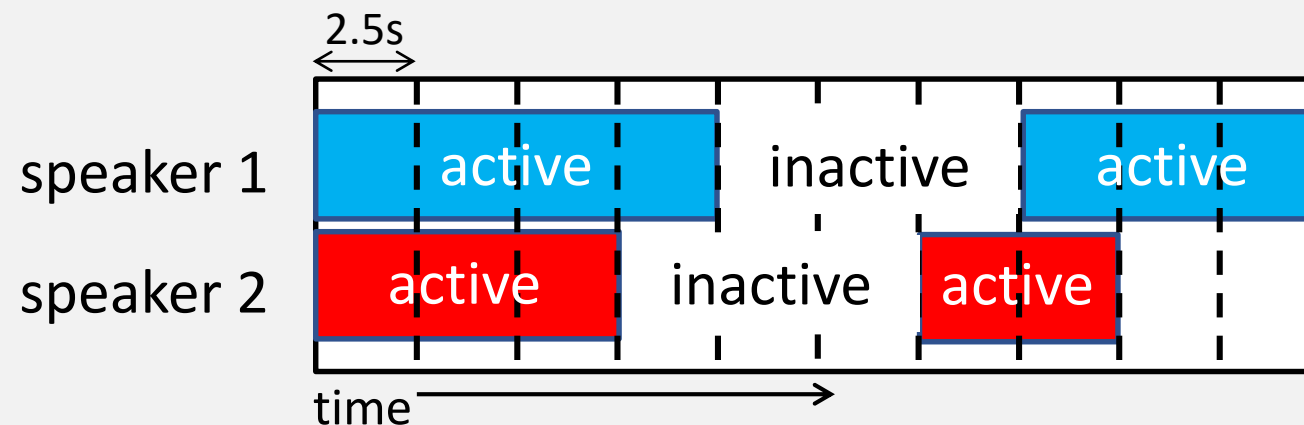 2.5s
speaker 1 active inactive active
speaker 2 active inactive active
time